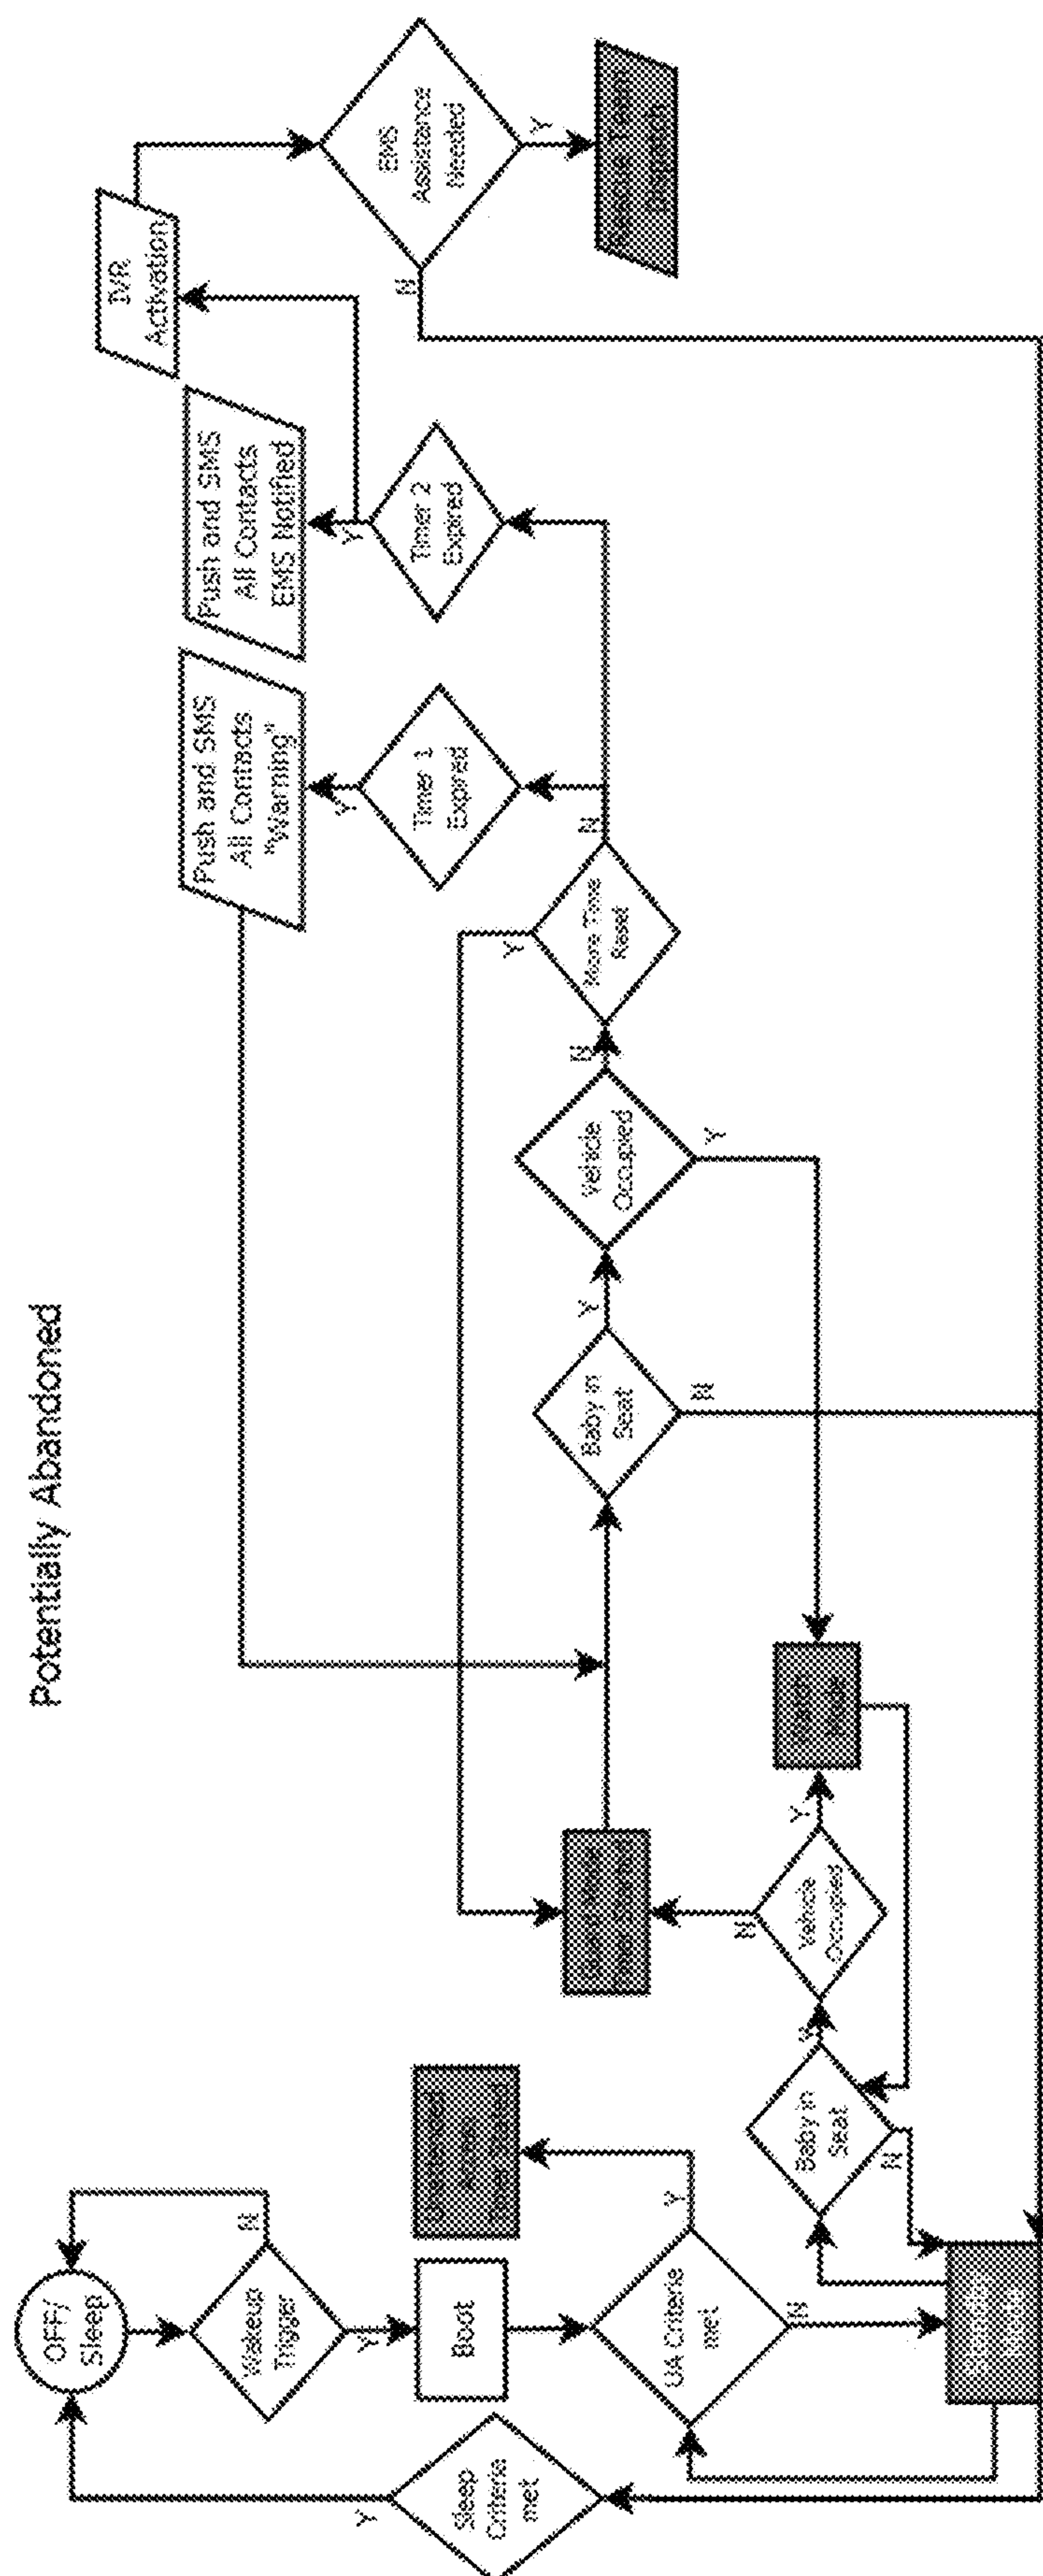 Potentially Abandoned
OFF/
Sleep
Wakeup
Trigger
N
Y
Boot
UA Criterie
met
Y
N
Sleep
Criteria
met
Y
Baby in
Seat
N
Vehicle
Occupied
Y
N
Baby in
Seat
Y
N
Vehicle
Occupied
N
Y
More Time
Reset
Y
N
Timer 1
Expired
Y
Push and SMS
All Contacts
"Warning"
Timer 2
Expired
Y
Push and SMS
All Contacts
EMS Notified
IVR
Activation
EMS
Assistance
Needed
N
Y